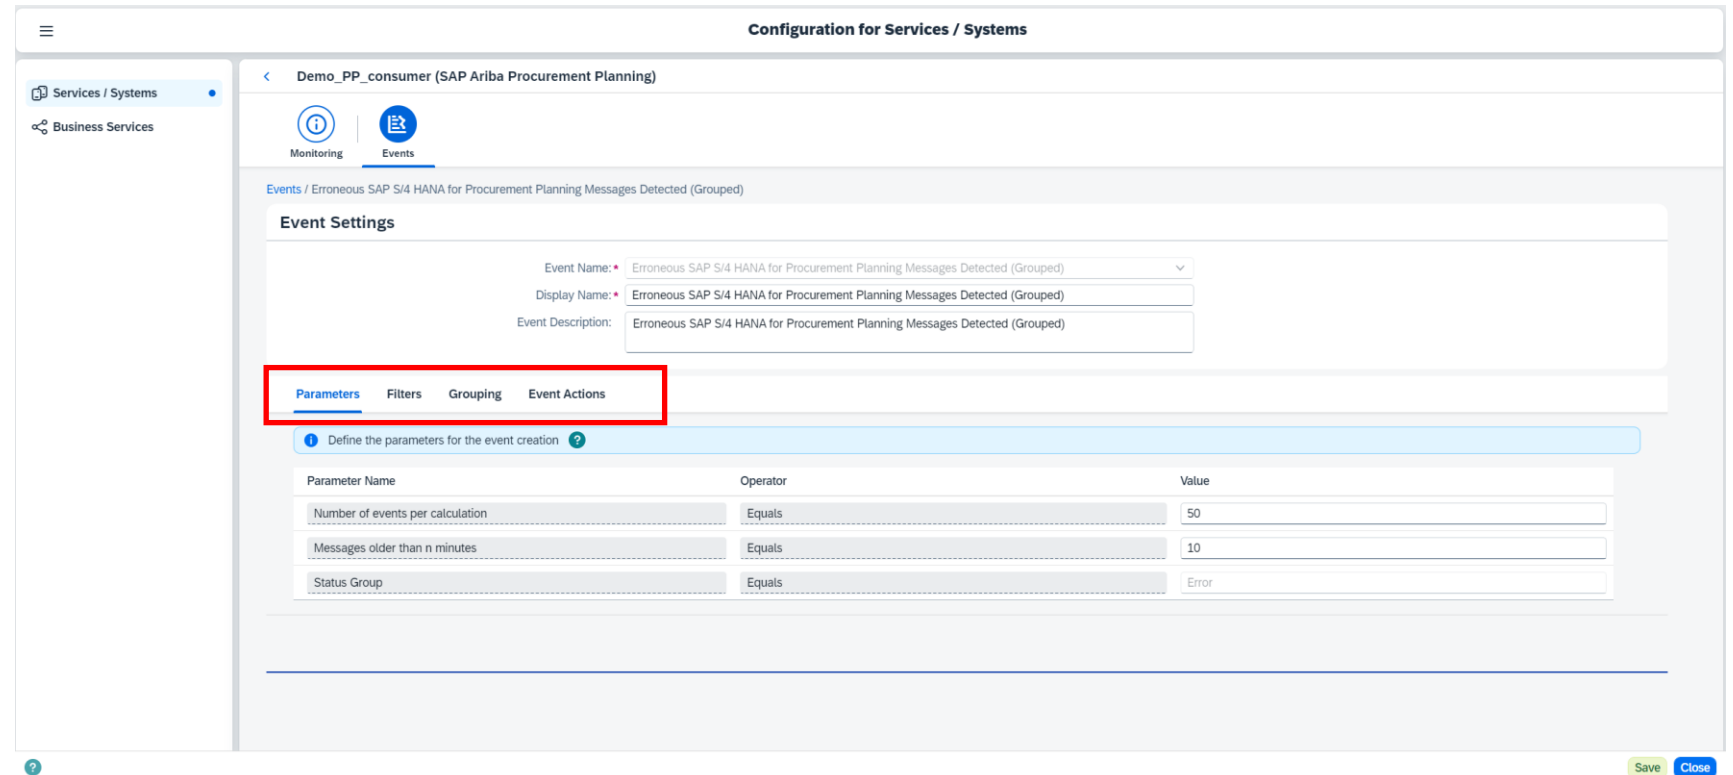 Configuration for Services / Systems
Services / Systems
Business Services
Demo_PP_consumer (SAP Ariba Procurement Planning)
Monitoring
Events
Events / Erroneous SAP S/4 HANA for Procurement Planning Messages Detected (Grouped)
Event Settings
Event Name:* Erroneous SAP S/4 HANA for Procurement Planning Messages Detected (Grouped)
Display Name:* Erroneous SAP S/4 HANA for Procurement Planning Messages Detected (Grouped)
Event Description: Erroneous SAP S/4 HANA for Procurement Planning Messages Detected (Grouped)
Parameters Filters Grouping Event Actions
Define the parameters for the event creation ?
Parameter Name Operator Value
Number of events per calculation Equals 50
Messages older than n minutes Equals 10
Status Group Equals Error
? Save Close